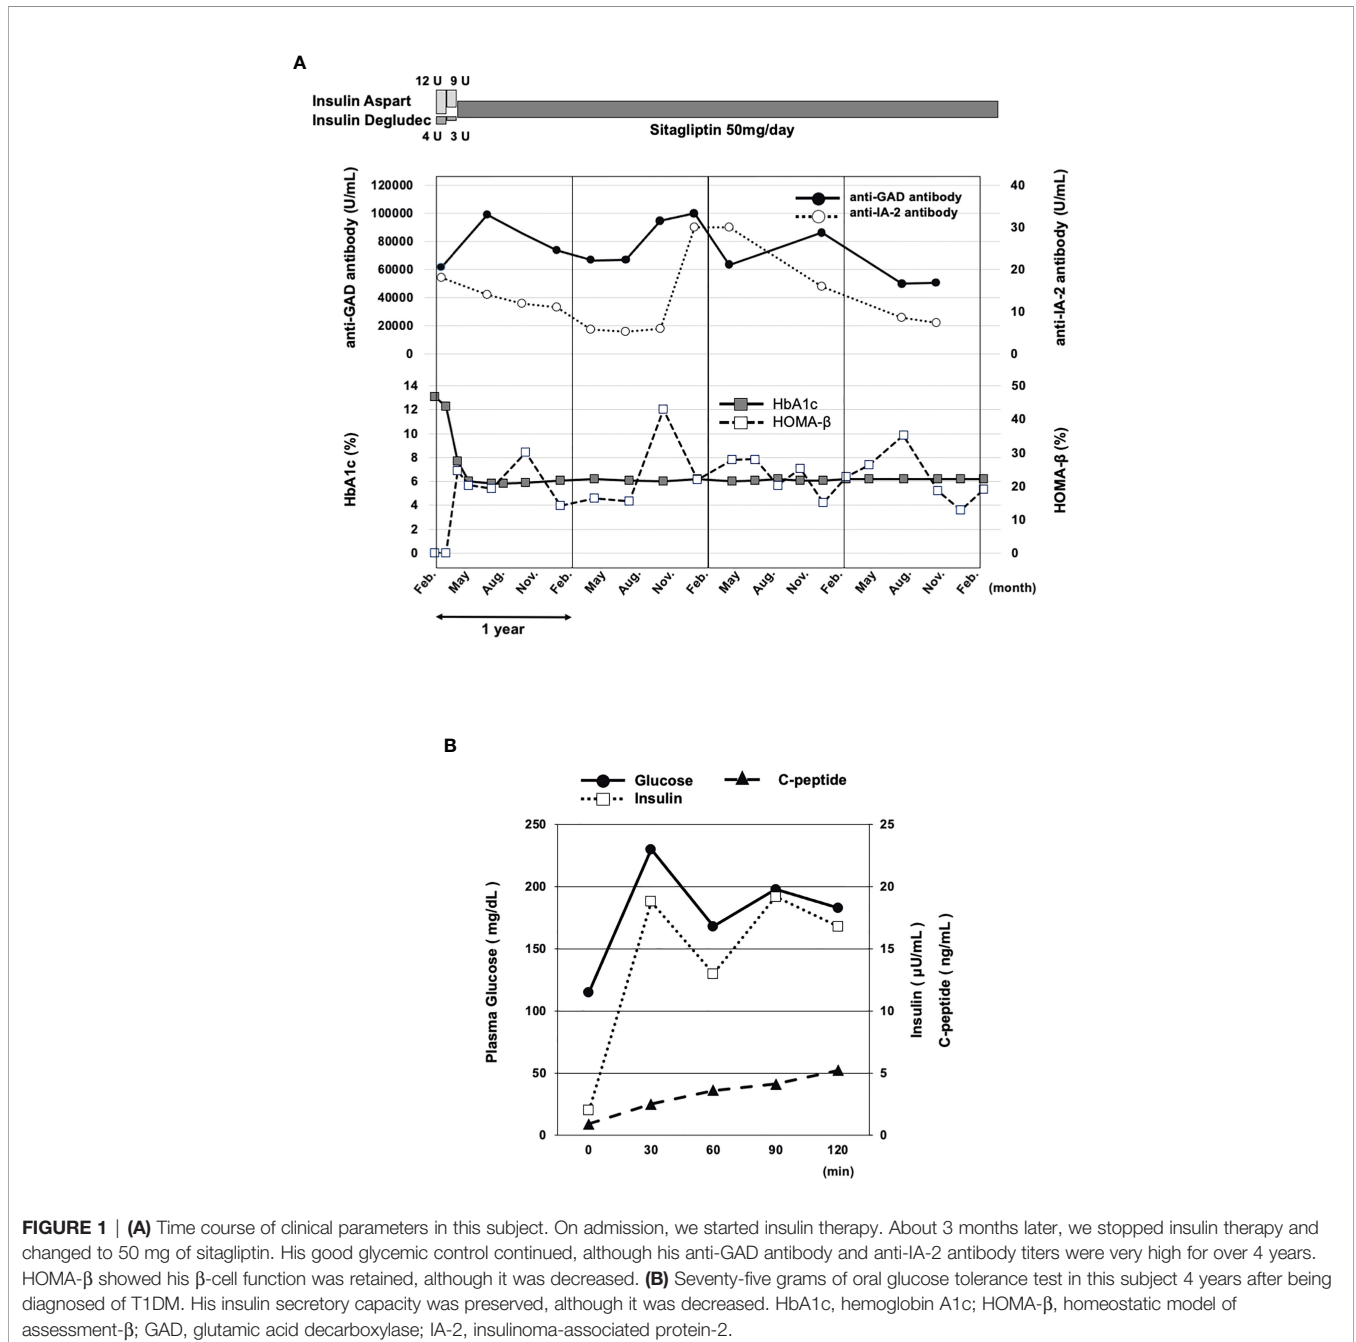 A
12 U 9 U
Insulin Aspart
Insulin Degludec
4 U 3 U
Sitagliptin 50mg/day
anti-GAD antibody (U/mL)
120000
100000
80000
60000
40000
20000
0
anti-GAD antibody
anti-IA-2 antibody
40
30
20
10
0
anti-IA-2 antibody (U/mL)
HbA1c (%)
14
12
10
8
6
4
2
0
HbA1c
HOMA-β
50
40
30
20
10
0
HOMA-β (%)
Feb. May Aug. Nov. Feb. May Aug. Nov. Feb. May Aug. Nov. Feb. May Aug. Nov. Feb. (month)
1 year
B
Glucose C-peptide
Insulin
Plasma Glucose ( mg/dL )
250
200
150
100
50
0
25
20
15
10
5
0
Insulin ( μU/mL )
C-peptide ( ng/mL )
0 30 60 90 120
(min)
FIGURE 1 | (A) Time course of clinical parameters in this subject. On admission, we started insulin therapy. About 3 months later, we stopped insulin therapy and
changed to 50 mg of sitagliptin. His good glycemic control continued, although his anti-GAD antibody and anti-IA-2 antibody titers were very high for over 4 years.
HOMA-β showed his β-cell function was retained, although it was decreased. (B) Seventy-five grams of oral glucose tolerance test in this subject 4 years after being
diagnosed of T1DM. His insulin secretory capacity was preserved, although it was decreased. HbA1c, hemoglobin A1c; HOMA-β, homeostatic model of
assessment-β; GAD, glutamic acid decarboxylase; IA-2, insulinoma-associated protein-2.